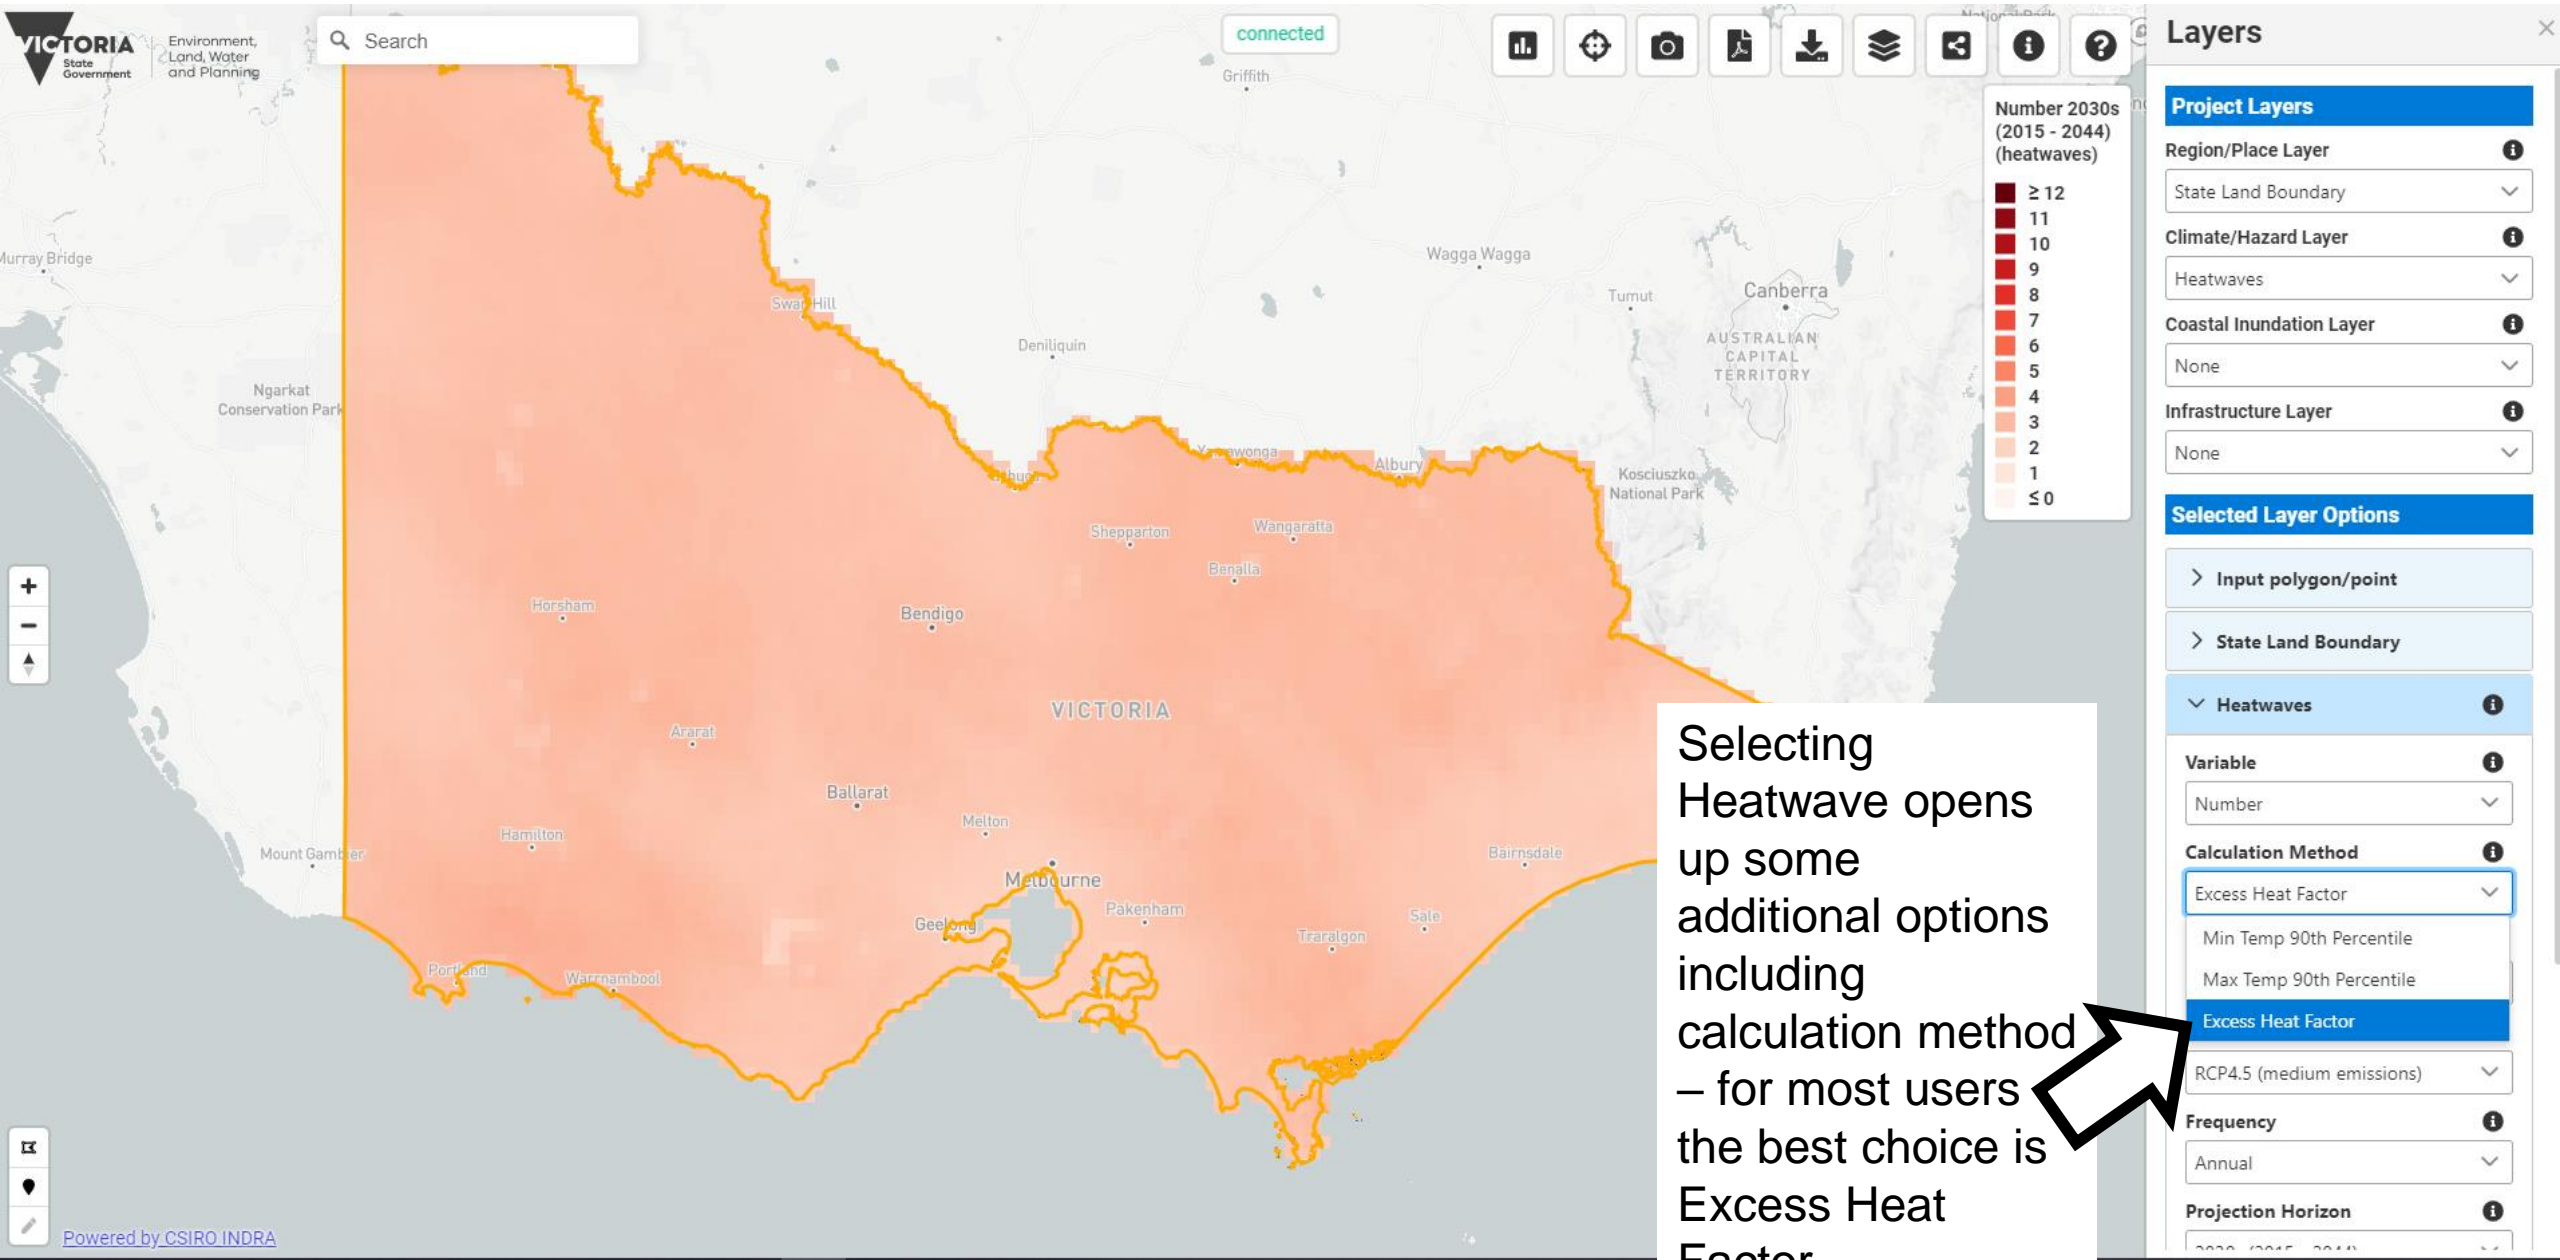 VICTORIA
State
Government
Environment,
Land, Water
and Planning
Search
connected
Griffith
Murray Bridge
Ngarkat
Conservation Park
Swan Hill
Deniliquin
Wagga Wagga
Tumut
Canberra
AUSTRALIAN
CAPITAL
TERRITORY
Albury
Kosciuszko
National Park
Shepparton
Wangaratta
Benalla
Horsham
Bendigo
VICTORIA
Ararat
Ballarat
Melton
Hamilton
Mount Gambier
Melbourne
Bairnsdale
Geelong
Pakenham
Sale
Traralgon
Portland
Warrnambool
Powered by CSIRO INDRA
Number 2030s
(2015 - 2044)
(heatwaves)
≥ 12
11
10
9
8
7
6
5
4
3
2
1
≤ 0
Selecting
Heatwave opens
up some
additional options
including
calculation method
– for most users
the best choice is
Excess Heat
Factor
Layers
Project Layers
Region/Place Layer
State Land Boundary
Climate/Hazard Layer
Heatwaves
Coastal Inundation Layer
None
Infrastructure Layer
None
Selected Layer Options
Input polygon/point
State Land Boundary
Heatwaves
Variable
Number
Calculation Method
Excess Heat Factor
Min Temp 90th Percentile
Max Temp 90th Percentile
Excess Heat Factor
RCP4.5 (medium emissions)
Frequency
Annual
Projection Horizon